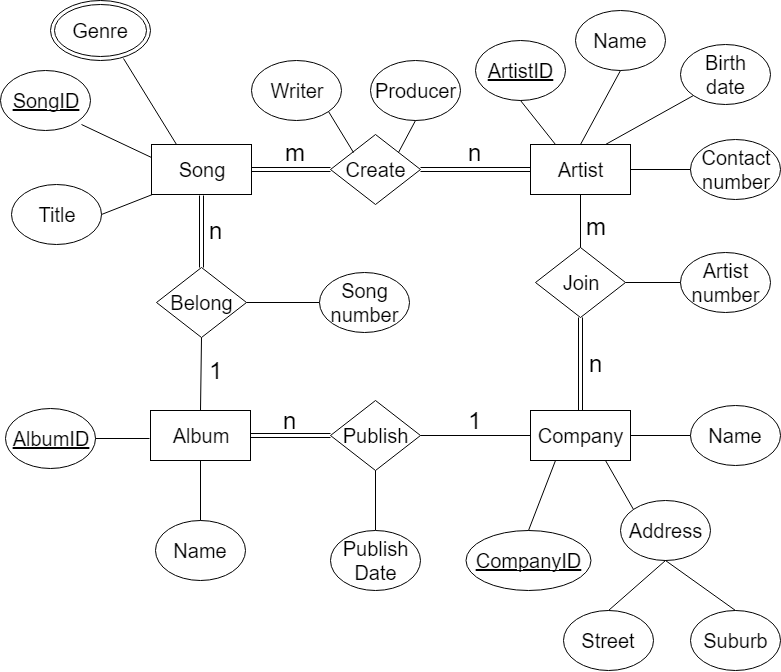 Genre
Name
Birth
date
SongID
ArtistID
Writer
Producer
m
n
Song
Create
Artist
Contact
number
Title
n
m
Belong
Song
number
Join
Artist
number
1
n
AlbumID
Album
n
Publish
1
Company
Name
Name
Publish
Date
CompanyID
Address
Street
Suburb